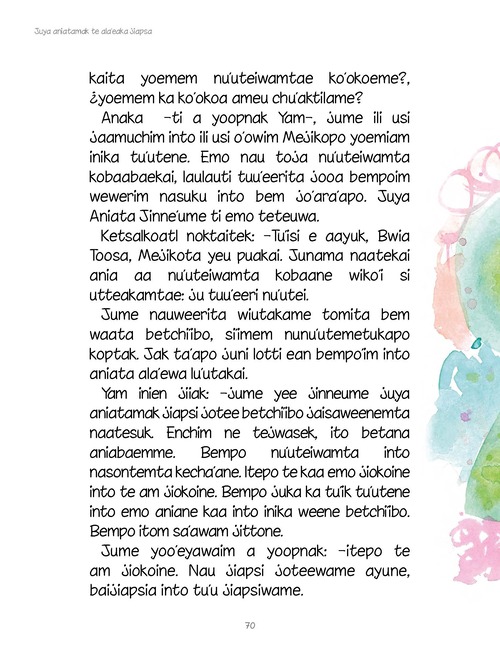 Juya aniatamak te ala'eaka jiapsa
kaita yoemem nu'uteiwamtae ko'okoeme?,
¿yoemem ka ko'okoa ameu chu'aktilame?
Anaka –ti a yoopnak Yam–, jume ili usi
jaamuchim into ili usi o'owim Mejikopo yoemiam
inika tu'utene. Emo nau toja nu'uteiwamta
kobaabaekai, laulauti tuu'eerita jooa bempoim
wewerim nasuku into bem jo'ara'apo. Juya
Aniata Jinne'ume ti emo teteuwa.
Ketsalkoatl noktaitek: –Tu'isi e aayuk, Bwia
Toosa, Mejikota yeu puakai. Junama naatekai
ania aa nu'uteiwamta kobaane wiko'i si
utteakamtae: ju tuu'eeri nu'utei.
Jume nauweerita wiutakame tomita bem
waata betchi'ibo, si'imem nunu'utemetukapo
koptak. Jak ta'apo juni lotti ean bempo'im into
aniata ala'ewa lu'utakai.
Yam inien jiiak: –jume yee jinneume juya
aniatamak jiapsi jotee betchi'ibo jaisaweenemta
naatesuk. Enchim ne tejwasek, ito betana
aniabaemme. Bempo nu'uteiwamta into
nasontemta kecha'ane. Itepo te kaa emo jiokoine
into te am jiokoine. Bempo juka ka tu'ik tu'utene
into emo aniane kaa into inika weene betchi'ibo.
Bempo itom sa'awam jittone.
Jume yoo'eyawaim a yoopnak: –itepo te
am jiokoine. Nau jiapsi joteewame ayune,
baijiapsia into tu'u jiapsiwame.
70